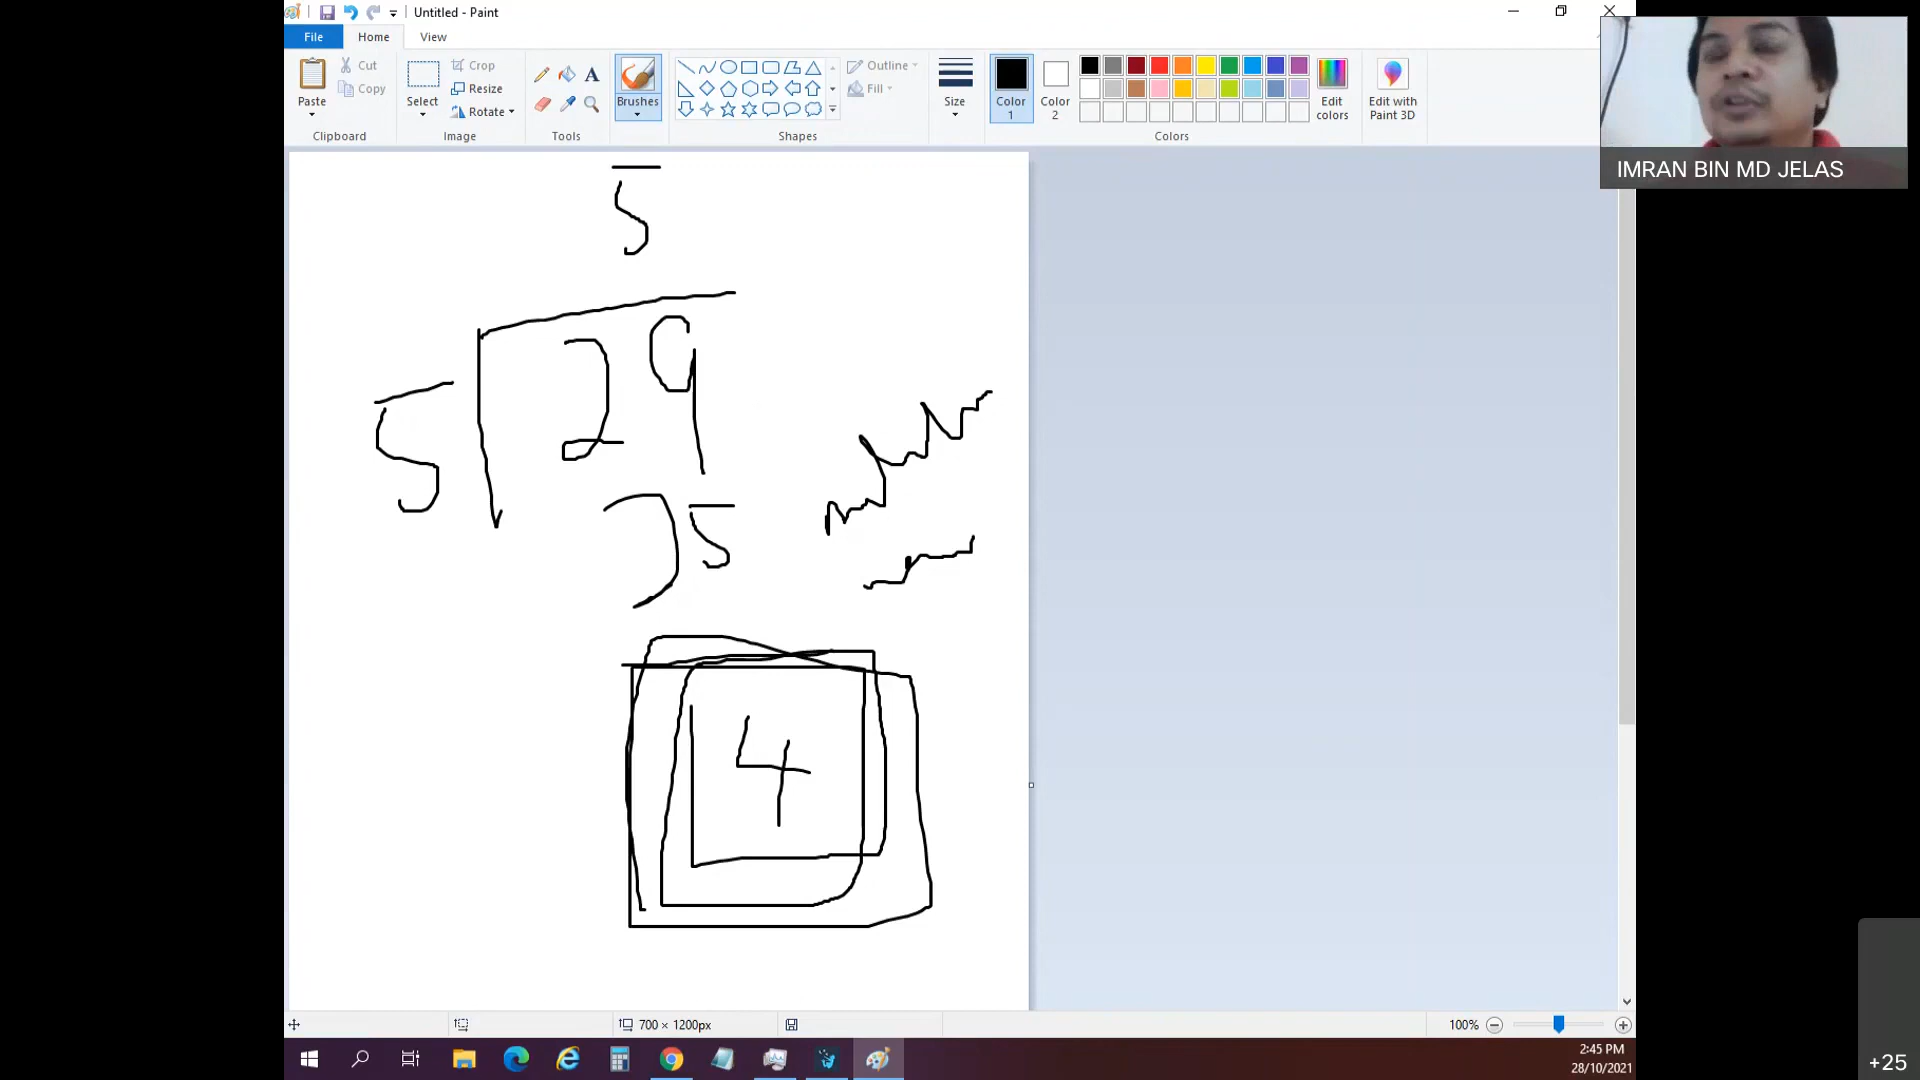 Untitled - Paint
File Home View
Paste
Cut
Copy
Clipboard
Select
Crop
Resize
Rotate
Image
A
Tools
Brushes
Shapes
Outline
Fill
Size
Color 1
Color 2
Colors
Edit colors
Edit with Paint 3D
IMRAN BIN MD JELAS
5
5
29
5
4
700 × 1200px
100%
2:45 PM
28/10/2021
+25